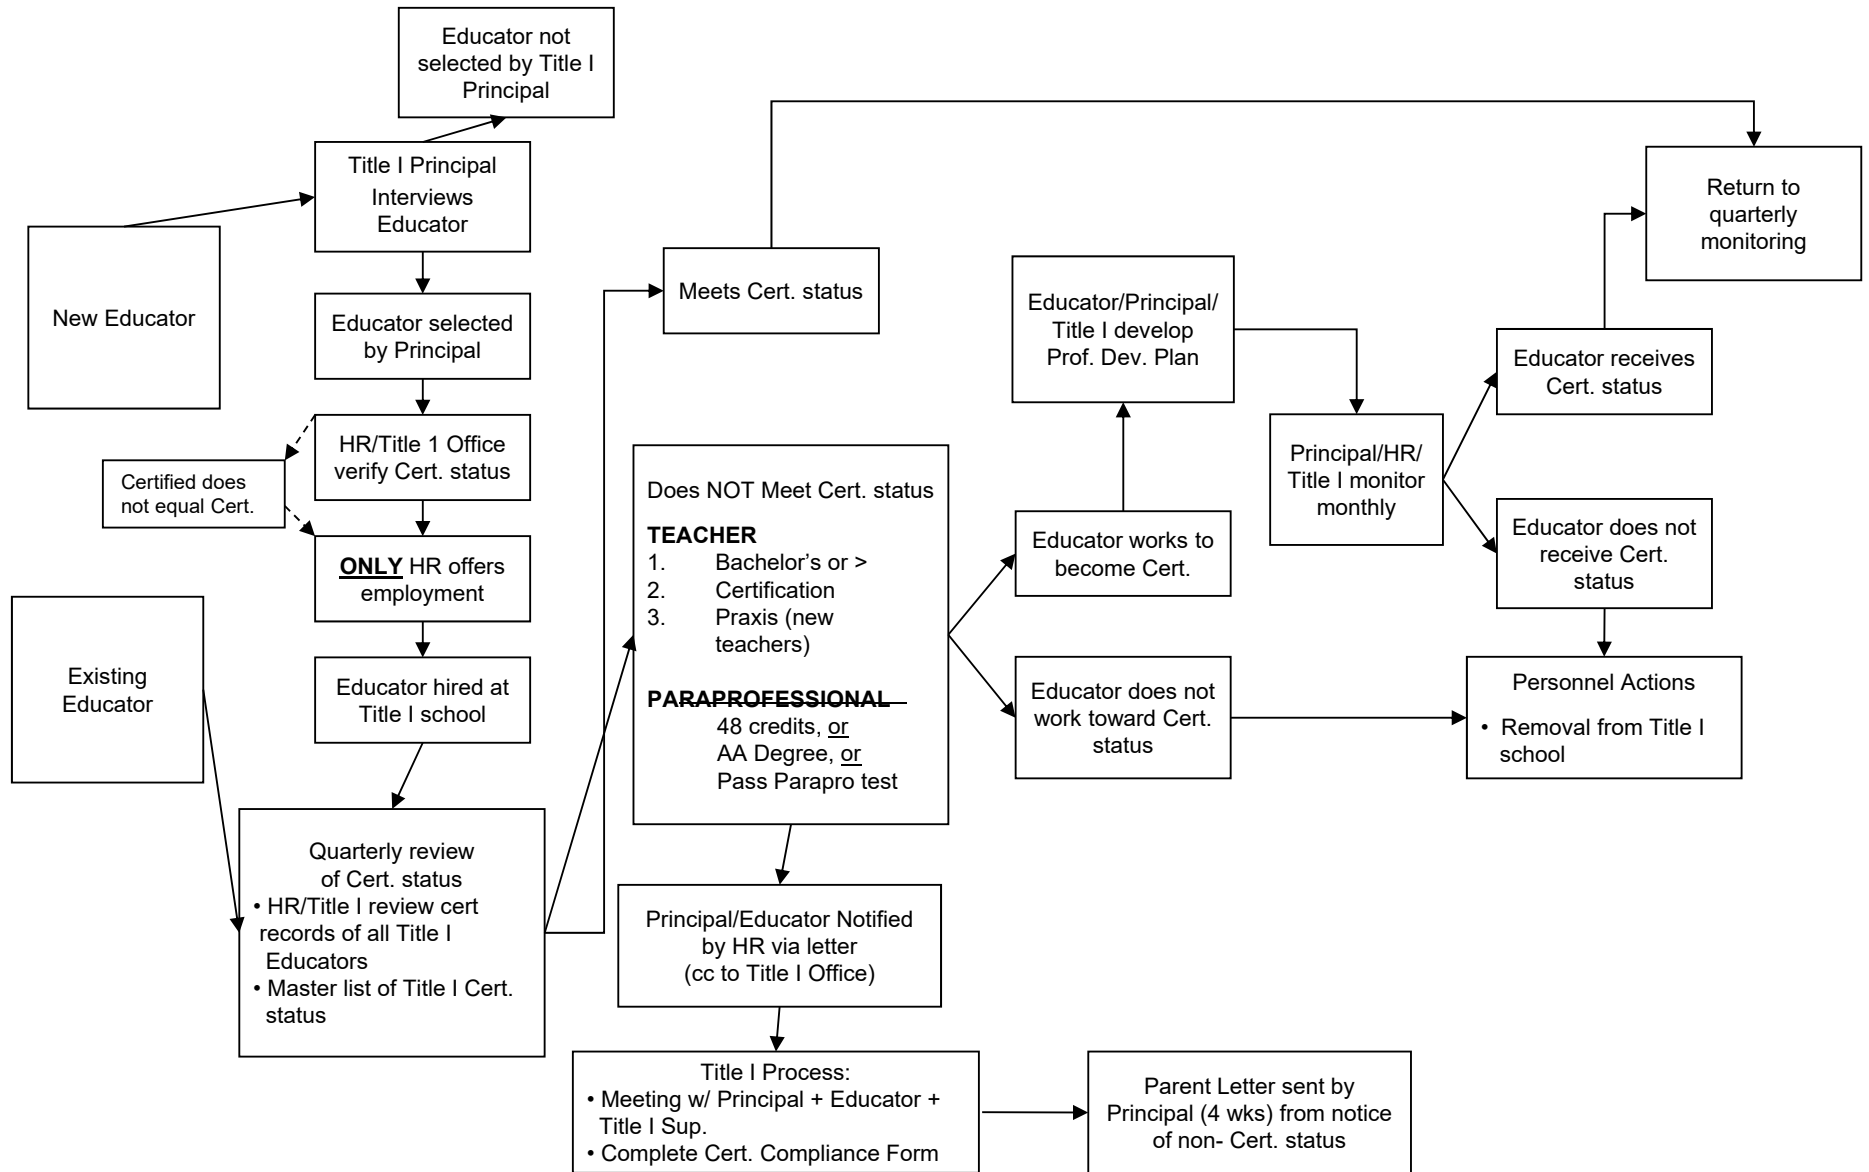 Educator not
selected by Title I
Principal
Title I Principal
Interviews
Educator
New Educator
Educator selected
by Principal
HR/Title 1 Office
verify Cert. status
Certified does
not equal Cert.
ONLY HR offers
employment
Existing
Educator
Educator hired at
Title I school
Quarterly review
of Cert. status
• HR/Title I review cert
records of all Title I
Educators
• Master list of Title I Cert.
status
Meets Cert. status
Does NOT Meet Cert. status
TEACHER
1. Bachelor’s or >
2. Certification
3. Praxis (new
teachers)
PARAPROFESSIONAL
48 credits, or
AA Degree, or
Pass Parapro test
Principal/Educator Notified
by HR via letter
(cc to Title I Office)
Title I Process:
• Meeting w/ Principal + Educator +
Title I Sup.
• Complete Cert. Compliance Form
Parent Letter sent by
Principal (4 wks) from notice
of non- Cert. status
Educator/Principal/
Title I develop
Prof. Dev. Plan
Educator works to
become Cert.
Educator does not
work toward Cert.
status
Principal/HR/
Title I monitor
monthly
Return to
quarterly
monitoring
Educator receives
Cert. status
Educator does not
receive Cert.
status
Personnel Actions
• Removal from Title I
school